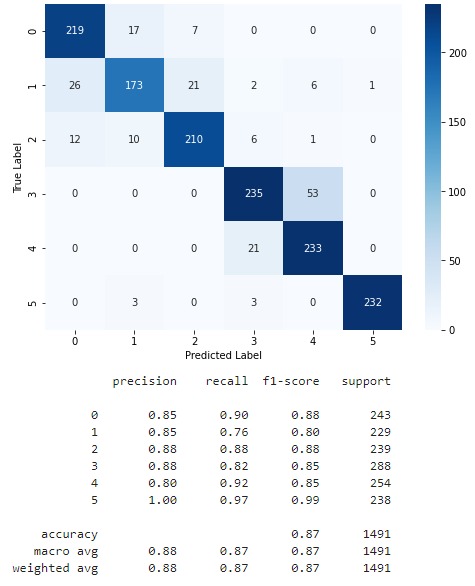 0 219 17 7 0 0 0
200
1 26 173 21 2 6 1
150
2 12 10 210 6 1 0
True Label
100
3 0 0 0 235 53 0
4 0 0 0 21 233 0
50
5 0 3 0 3 0 232
0
0 1 2 3 4 5
Predicted Label
precision recall f1-score support
0 0.85 0.90 0.88 243
1 0.85 0.76 0.80 229
2 0.88 0.88 0.88 239
3 0.88 0.82 0.85 288
4 0.80 0.92 0.85 254
5 1.00 0.97 0.99 238
accuracy 0.87 1491
macro avg 0.88 0.87 0.87 1491
weighted avg 0.88 0.87 0.87 1491